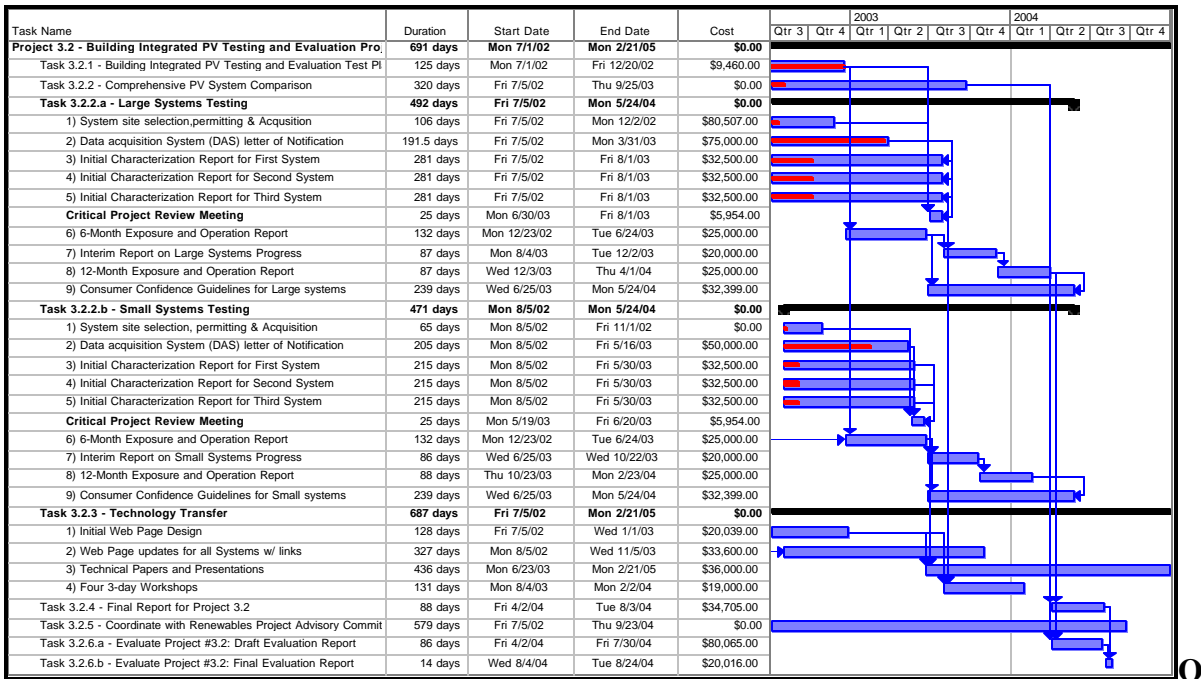 2003 2004
Task Name Duration Start Date End Date Cost Qtr 3 Qtr 4 Qtr 1 Qtr 2 Qtr 3 Qtr 4 Qtr 1 Qtr 2 Qtr 3 Qtr 4
Project 3.2 - Building Integrated PV Testing and Evaluation Proj 691 days Mon 7/1/02 Mon 2/21/05 $0.00
Task 3.2.1 - Building Integrated PV Testing and Evaluation Test Pl 125 days Mon 7/1/02 Fri 12/20/02 $9,460.00
Task 3.2.2 - Comprehensive PV System Comparison 320 days Fri 7/5/02 Thu 9/25/03 $0.00
Task 3.2.2.a - Large Systems Testing 492 days Fri 7/5/02 Mon 5/24/04 $0.00
1) System site selection,permitting & Acqusition 106 days Fri 7/5/02 Mon 12/2/02 $80,507.00
2) Data acquisition System (DAS) letter of Notification 191.5 days Fri 7/5/02 Mon 3/31/03 $75,000.00
3) Initial Characterization Report for First System 281 days Fri 7/5/02 Fri 8/1/03 $32,500.00
4) Initial Characterization Report for Second System 281 days Fri 7/5/02 Fri 8/1/03 $32,500.00
5) Initial Characterization Report for Third System 281 days Fri 7/5/02 Fri 8/1/03 $32,500.00
Critical Project Review Meeting 25 days Mon 6/30/03 Fri 8/1/03 $5,954.00
6) 6-Month Exposure and Operation Report 132 days Mon 12/23/02 Tue 6/24/03 $25,000.00
7) Interim Report on Large Systems Progress 87 days Mon 8/4/03 Tue 12/2/03 $20,000.00
8) 12-Month Exposure and Operation Report 87 days Wed 12/3/03 Thu 4/1/04 $25,000.00
9) Consumer Confidence Guidelines for Large systems 239 days Wed 6/25/03 Mon 5/24/04 $32,399.00
Task 3.2.2.b - Small Systems Testing 471 days Mon 8/5/02 Mon 5/24/04 $0.00
1) System site selection, permitting & Acquisition 65 days Mon 8/5/02 Fri 11/1/02 $0.00
2) Data acquisition System (DAS) letter of Notification 205 days Mon 8/5/02 Fri 5/16/03 $50,000.00
3) Initial Characterization Report for First System 215 days Mon 8/5/02 Fri 5/30/03 $32,500.00
4) Initial Characterization Report for Second System 215 days Mon 8/5/02 Fri 5/30/03 $32,500.00
5) Initial Characterization Report for Third System 215 days Mon 8/5/02 Fri 5/30/03 $32,500.00
Critical Project Review Meeting 25 days Mon 5/19/03 Fri 6/20/03 $5,954.00
6) 6-Month Exposure and Operation Report 132 days Mon 12/23/02 Tue 6/24/03 $25,000.00
7) Interim Report on Small Systems Progress 86 days Wed 6/25/03 Wed 10/22/03 $20,000.00
8) 12-Month Exposure and Operation Report 88 days Thu 10/23/03 Mon 2/23/04 $25,000.00
9) Consumer Confidence Guidelines for Small systems 239 days Wed 6/25/03 Mon 5/24/04 $32,399.00
Task 3.2.3 - Technology Transfer 687 days Fri 7/5/02 Mon 2/21/05 $0.00
1) Initial Web Page Design 128 days Fri 7/5/02 Wed 1/1/03 $20,039.00
2) Web Page updates for all Systems w/ links 327 days Mon 8/5/02 Wed 11/5/03 $33,600.00
3) Technical Papers and Presentations 436 days Mon 6/23/03 Mon 2/21/05 $36,000.00
4) Four 3-day Workshops 131 days Mon 8/4/03 Mon 2/2/04 $19,000.00
Task 3.2.4 - Final Report for Project 3.2 88 days Fri 4/2/04 Tue 8/3/04 $34,705.00
Task 3.2.5 - Coordinate with Renewables Project Advisory Commit 579 days Fri 7/5/02 Thu 9/23/04 $0.00
Task 3.2.6.a - Evaluate Project #3.2: Draft Evaluation Report 86 days Fri 4/2/04 Fri 7/30/04 $80,065.00
Task 3.2.6.b - Evaluate Project #3.2: Final Evaluation Report 14 days Wed 8/4/04 Tue 8/24/04 $20,016.00
O